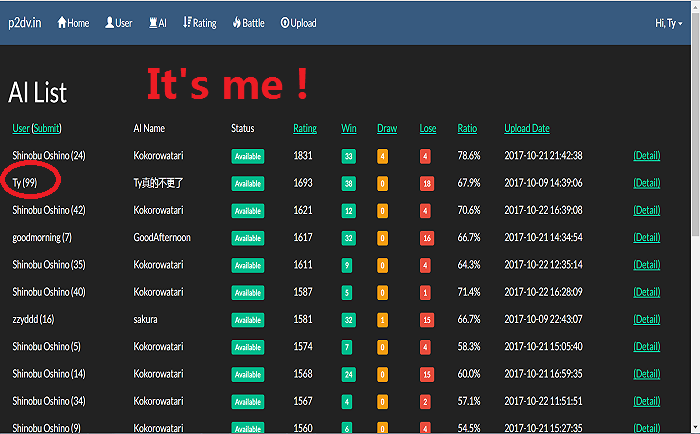 p2dv.in Home User AI Rating Battle Upload Hi, Ty
It's me !
AI List
User (Submit) AI Name Status Rating Win Draw Lose Ratio Upload Date
Shinobu Oshino (24) Kokorowatari Available 1831 33 4 4 78.6% 2017-10-21 21:42:38 (Detail)
Ty (99) Ty真的不更了 Available 1693 38 0 18 67.9% 2017-10-09 14:39:06 (Detail)
Shinobu Oshino (42) Kokorowatari Available 1621 12 0 4 70.6% 2017-10-22 16:39:08 (Detail)
goodmorning (7) GoodAfternoon Available 1617 32 0 16 66.7% 2017-10-21 14:34:54 (Detail)
Shinobu Oshino (35) Kokorowatari Available 1611 9 0 4 64.3% 2017-10-22 12:35:14 (Detail)
Shinobu Oshino (40) Kokorowatari Available 1587 5 0 1 71.4% 2017-10-22 16:28:09 (Detail)
zzyddd (16) sakura Available 1581 32 1 15 66.7% 2017-10-09 22:43:07 (Detail)
Shinobu Oshino (5) Kokorowatari Available 1574 7 0 4 58.3% 2017-10-21 15:05:40 (Detail)
Shinobu Oshino (14) Kokorowatari Available 1568 24 0 15 60.0% 2017-10-21 16:59:35 (Detail)
Shinobu Oshino (34) Kokorowatari Available 1567 4 0 2 57.1% 2017-10-22 11:51:51 (Detail)
Shinobu Oshino (9) Kokorowatari Available 1560 6 0 4 54.5% 2017-10-21 15:27:35 (Detail)